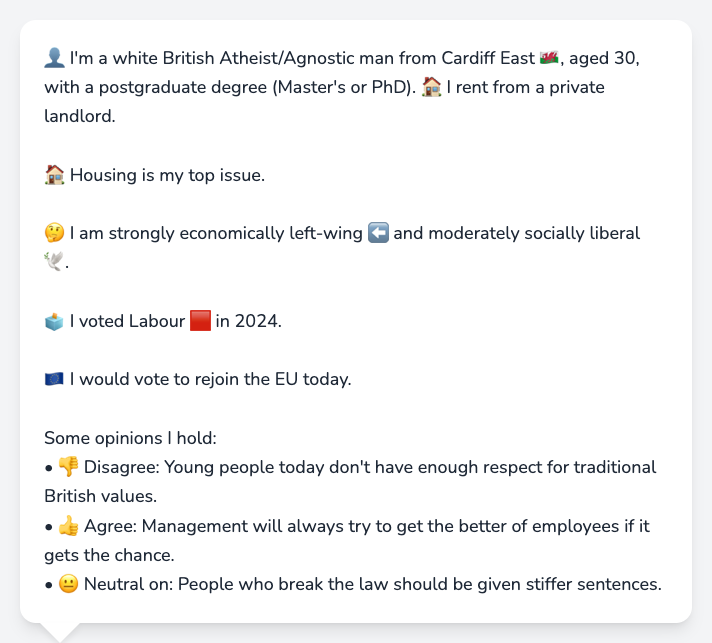 👤 I'm a white British Atheist/Agnostic man from Cardiff East 🏴󠁧󠁢󠁷󠁬󠁳󠁿, aged 30,
with a postgraduate degree (Master's or PhD). 🏠 I rent from a private
landlord.
🏠 Housing is my top issue.
🤔 I am strongly economically left-wing ⬅️ and moderately socially liberal
🕊️.
🗳️ I voted Labour 🟥 in 2024.
🇪🇺 I would vote to rejoin the EU today.
Some opinions I hold:
• 👎 Disagree: Young people today don't have enough respect for traditional
British values.
• 👍 Agree: Management will always try to get the better of employees if it
gets the chance.
• 😐 Neutral on: People who break the law should be given stiffer sentences.